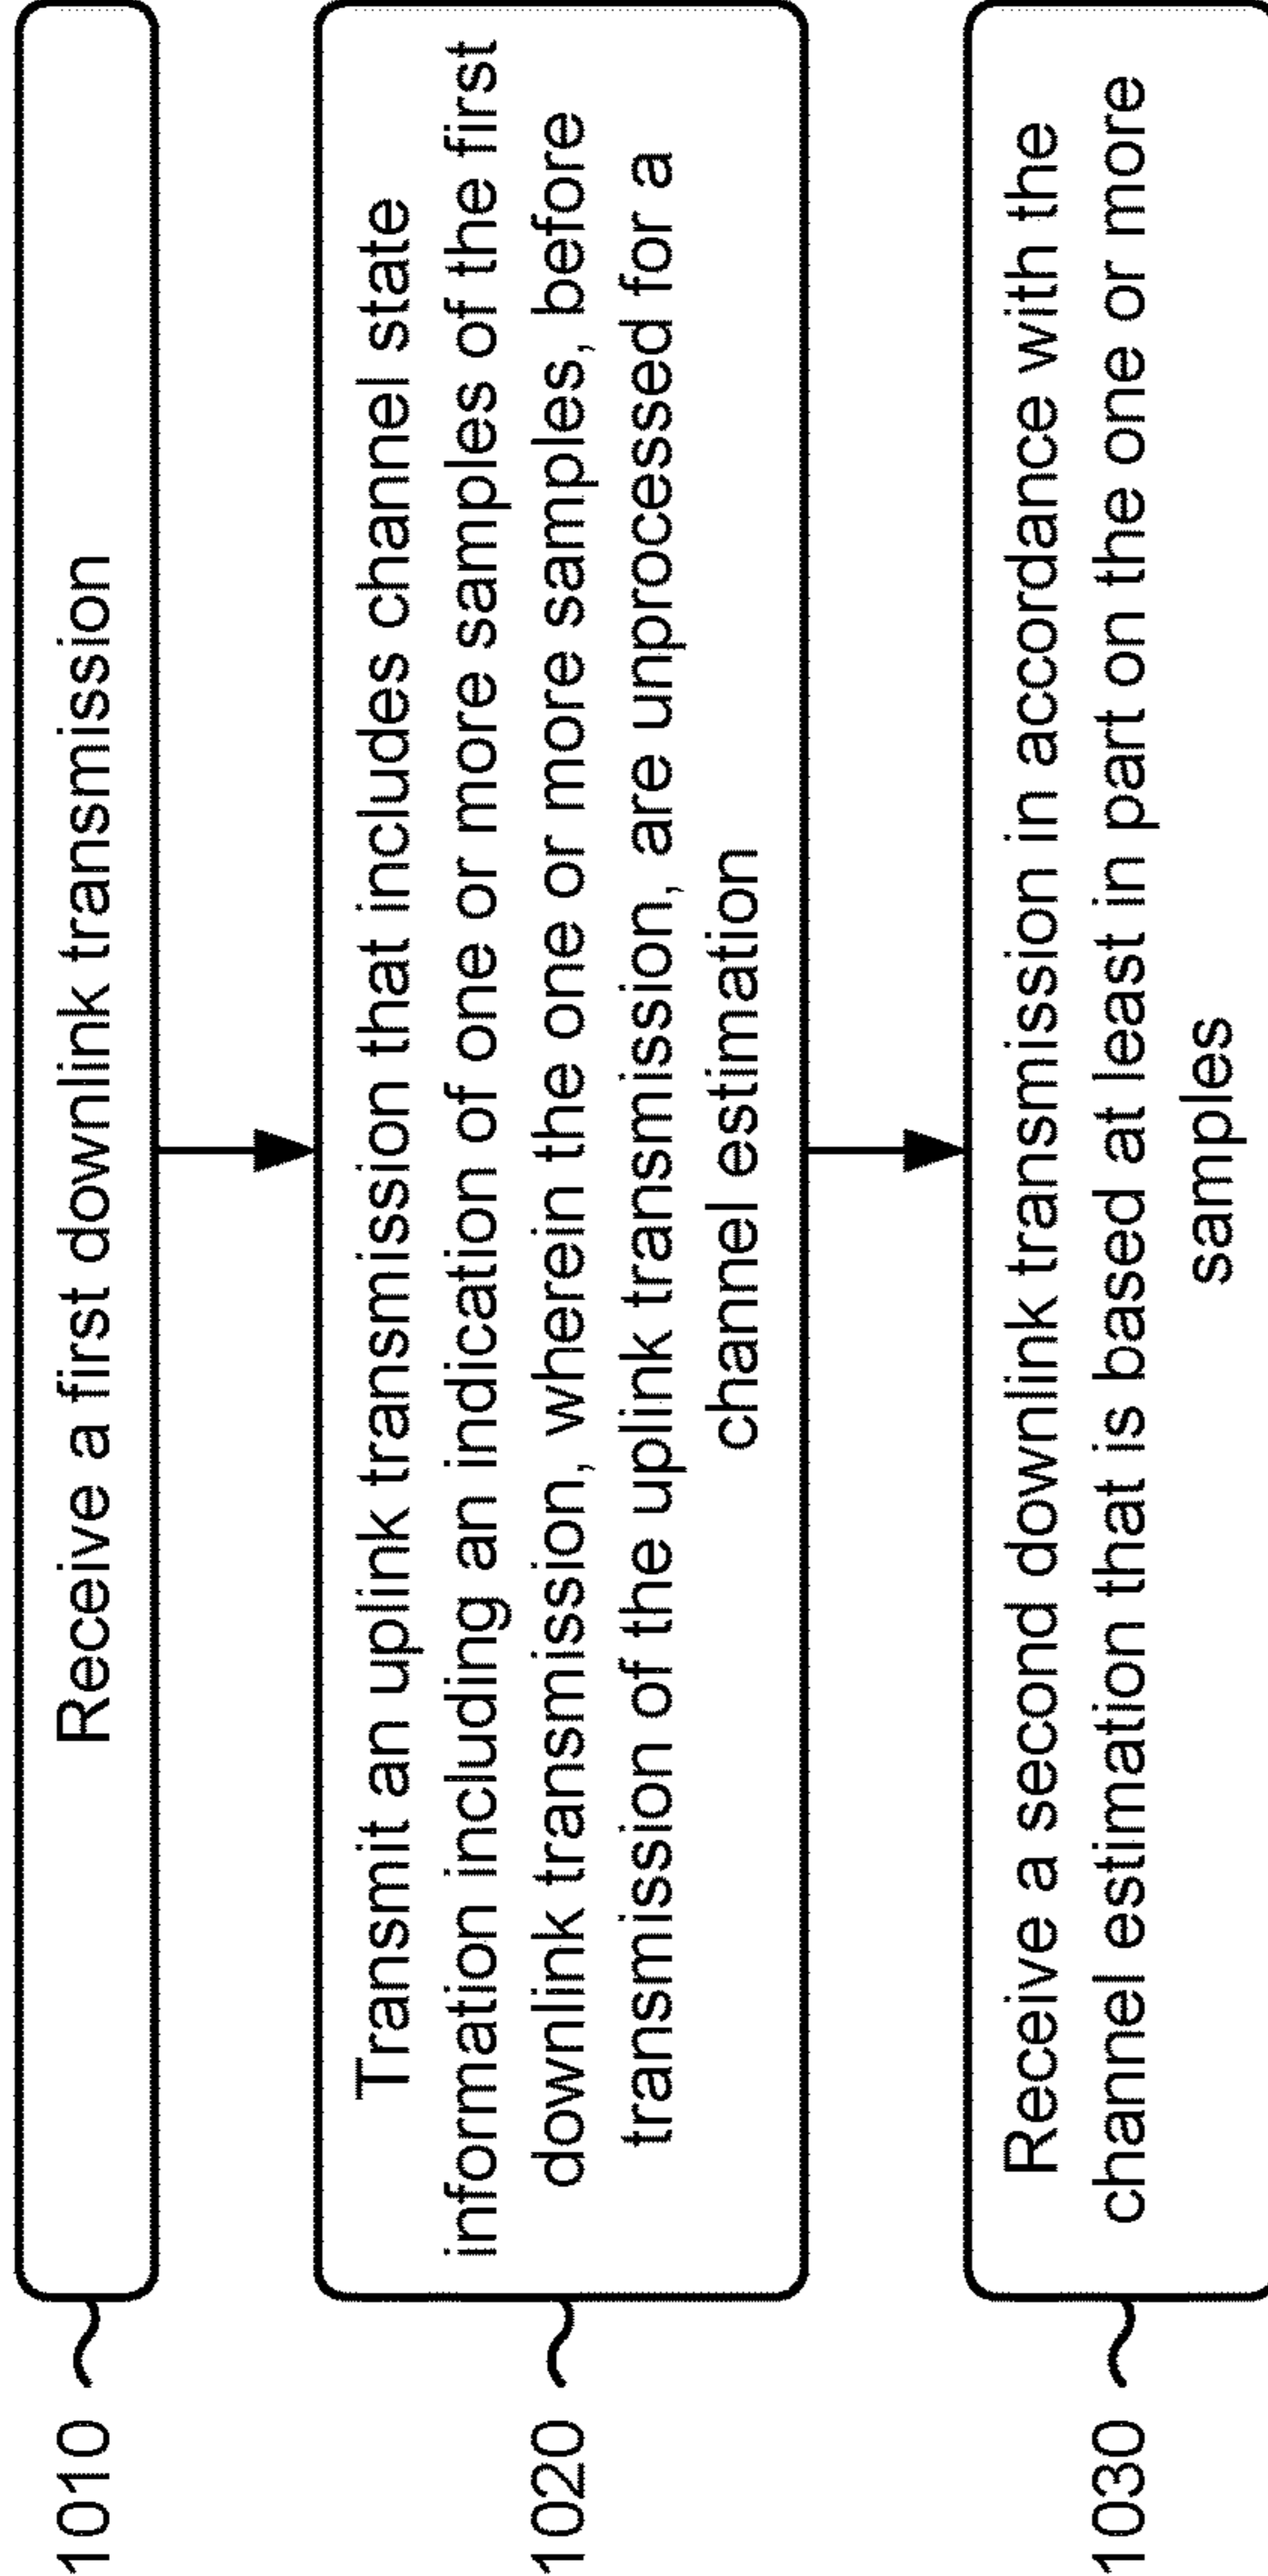 1010
Receive a first downlink transmission
1020
Transmit an uplink transmission that includes channel state
information including an indication of one or more samples of the first
downlink transmission, wherein the one or more samples, before
transmission of the uplink transmission, are unprocessed for a
channel estimation
1030
Receive a second downlink transmission in accordance with the
channel estimation that is based at least in part on the one or more
samples